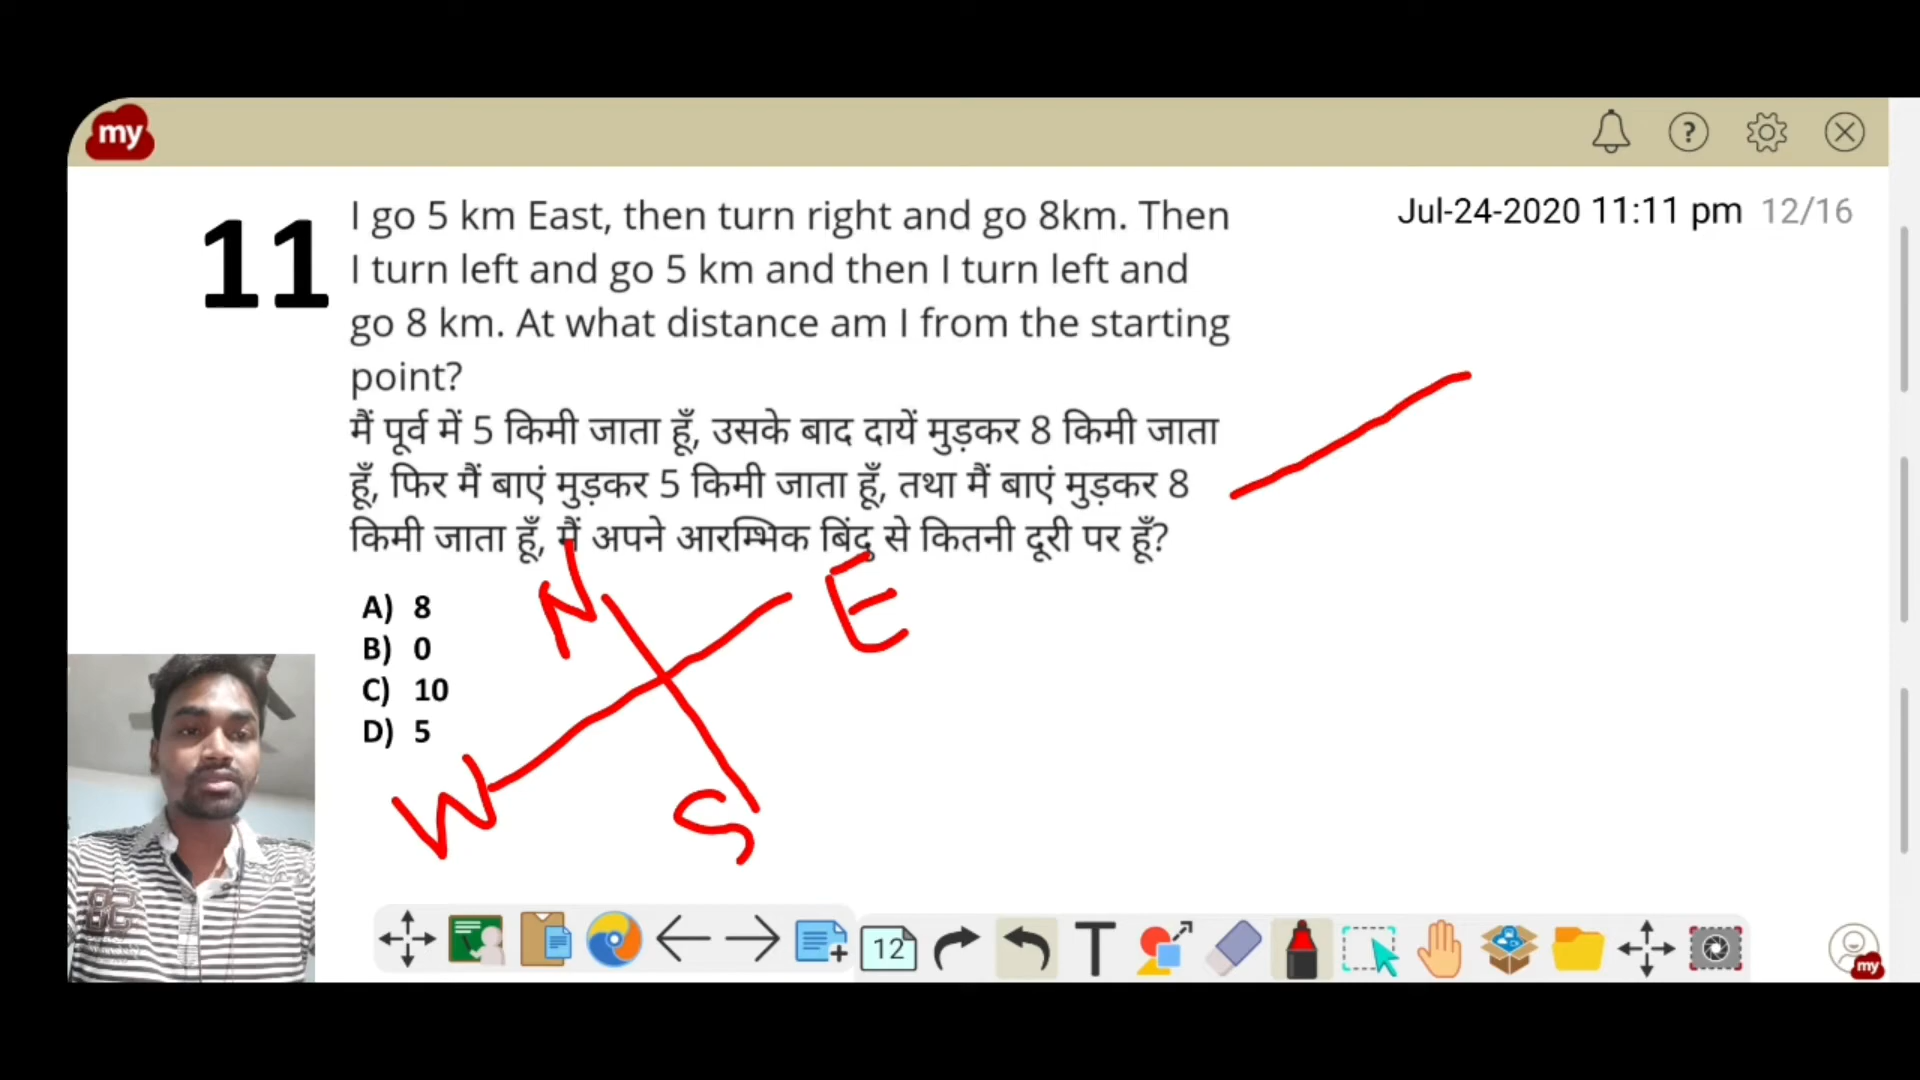 my
11
I go 5 km East, then turn right and go 8km. Then
I turn left and go 5 km and then I turn left and
go 8 km. At what distance am I from the starting
point?
मैं पूर्व में 5 किमी जाता हूँ, उसके बाद दायें मुड़कर 8 किमी जाता
हूँ, फिर मैं बाएं मुड़कर 5 किमी जाता हूँ, तथा मैं बाएं मुड़कर 8
किमी जाता हूँ, मैं अपने आरम्भिक बिंदु से कितनी दूरी पर हूँ?
Jul-24-2020 11:11 pm 12/16
A) 8
B) 0
C) 10
D) 5
N
E
W
S
12
T
my